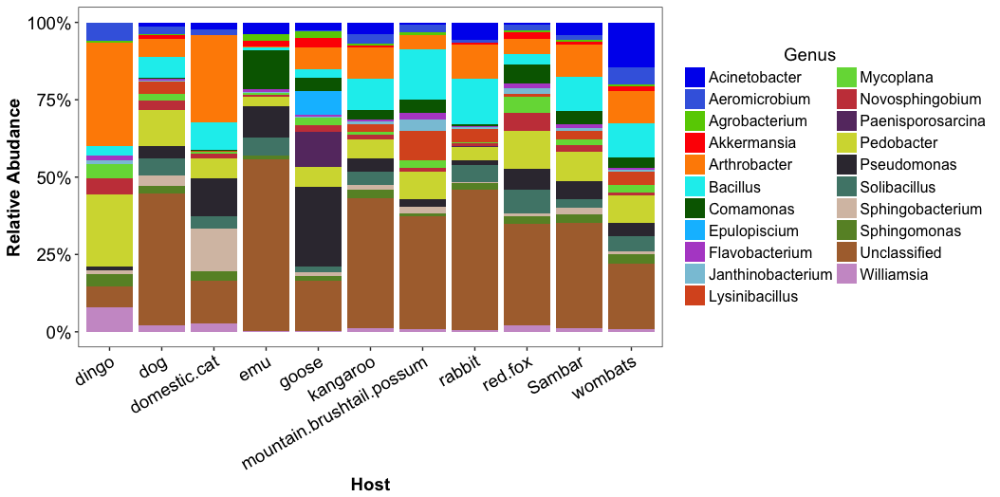 100%
75%
50%
25%
0%
Relative Abudance
dingo
dog
domestic.cat
emu
goose
kangaroo
mountain.brushtail.possum
rabbit
red.fox
Sambar
wombats
Host
Genus
Acinetobacter
Aeromicrobium
Agrobacterium
Akkermansia
Arthrobacter
Bacillus
Comamonas
Epulopiscium
Flavobacterium
Janthinobacterium
Lysinibacillus
Mycoplana
Novosphingobium
Paenisporosarcina
Pedobacter
Pseudomonas
Solibacillus
Sphingobacterium
Sphingomonas
Unclassified
Williamsia